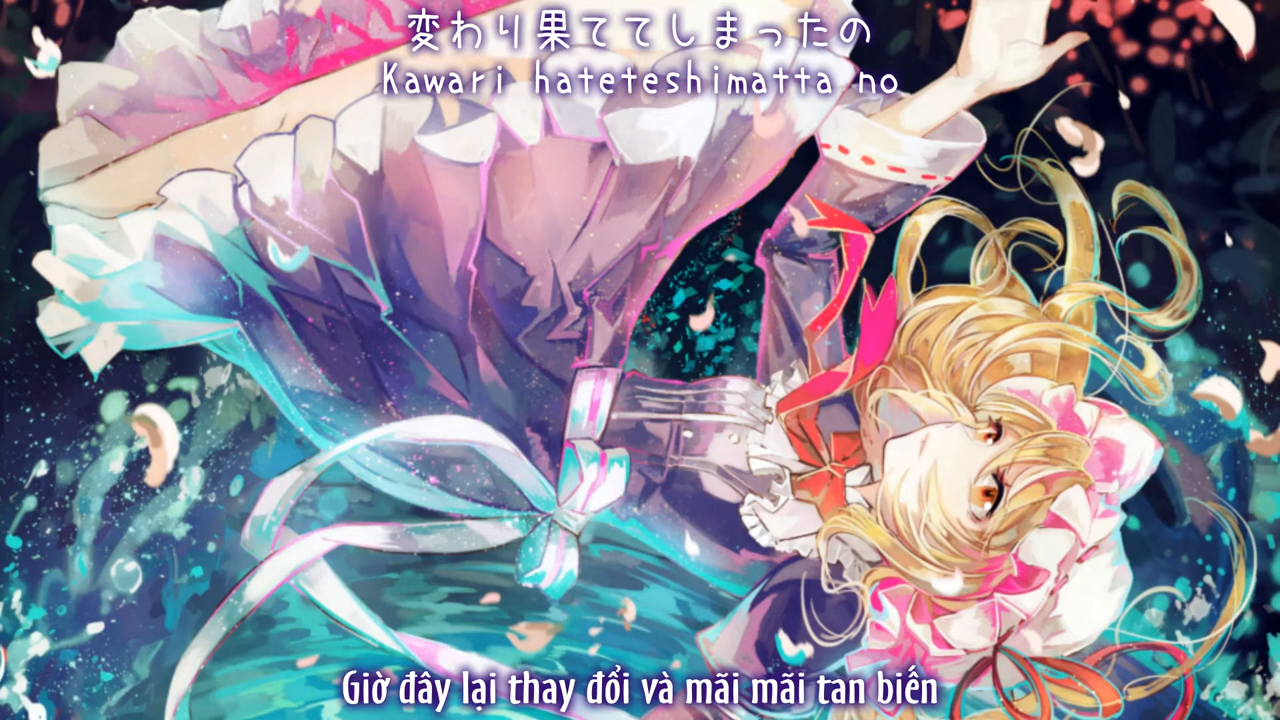 変わり果ててしまったの
Kawari hateteshimatta no
Giờ đây lại thay đổi và mãi mãi tan biến